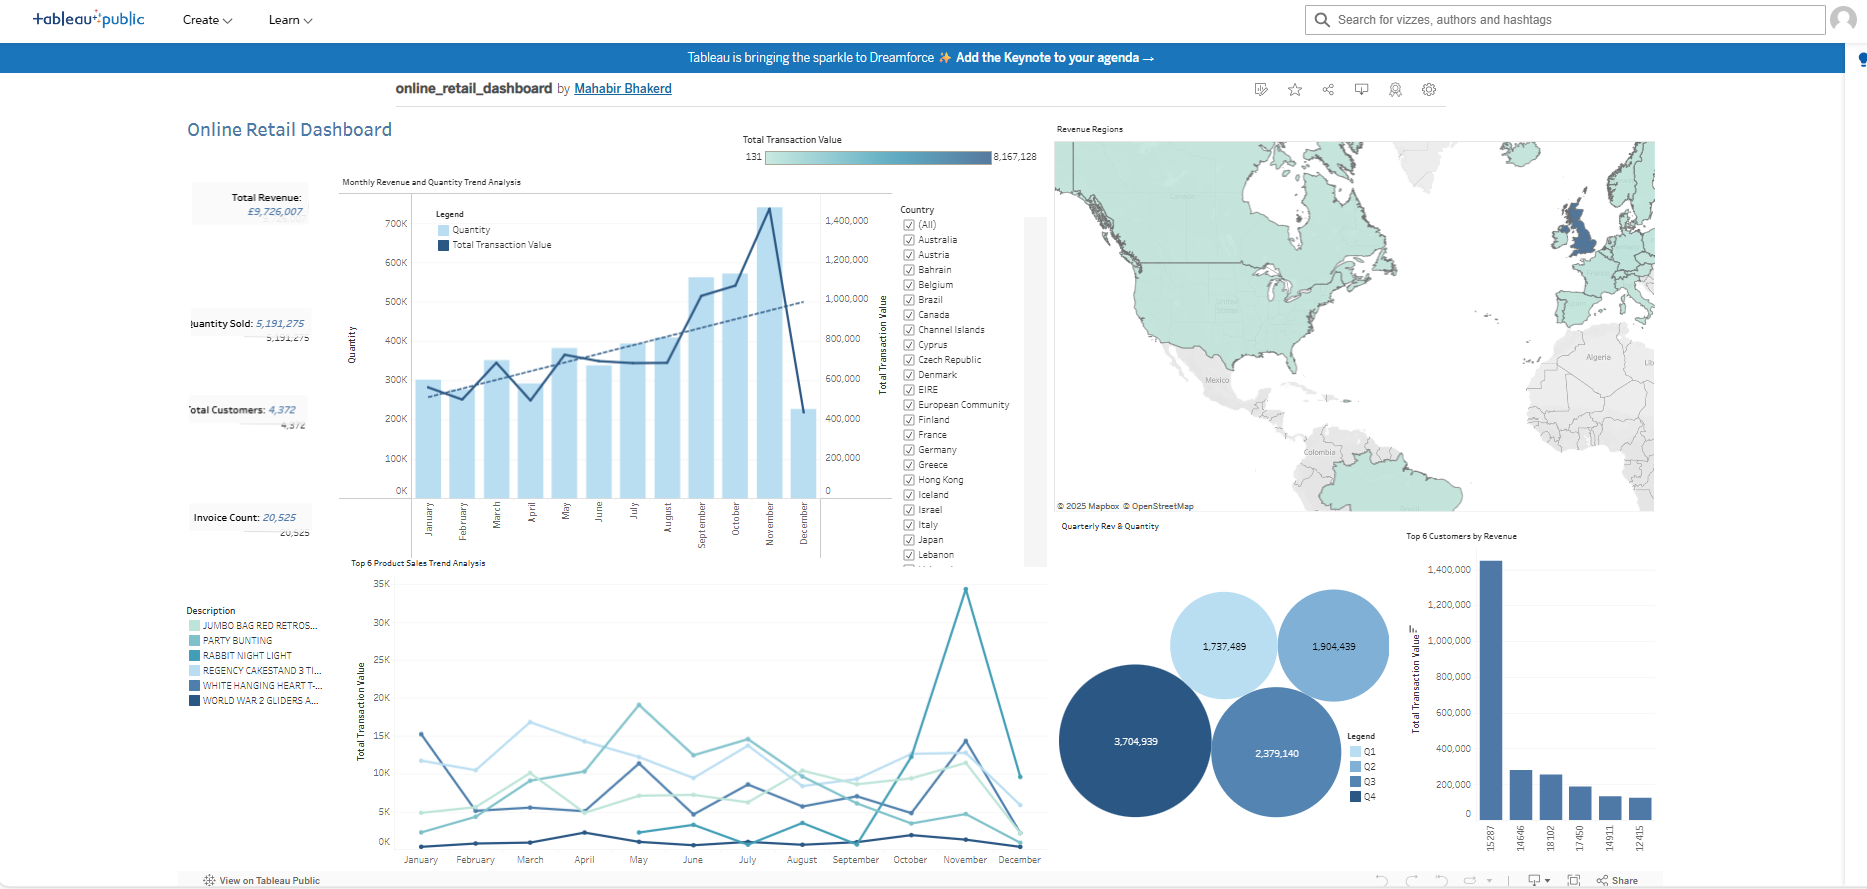 tableau public
Create
Learn
Search for vizzes, authors and hashtags
Tableau is bringing the sparkle to Dreamforce ✨ Add the Keynote to your agenda →
online_retail_dashboard by Mahabir Bhakerd
Online Retail Dashboard
Total Revenue:
£9,726,007
Quantity Sold: 5,191,275
5,191,275
Total Customers: 4,372
4,372
Invoice Count: 20,525
20,525
Total Transaction Value
131
8,167,128
Monthly Revenue and Quantity Trend Analysis
Legend
Quantity
Total Transaction Value
Quantity
700K
600K
500K
400K
300K
200K
100K
0K
1,400,000
1,200,000
1,000,000
800,000
600,000
400,000
200,000
0
Total Transaction Value
January
February
March
April
May
June
July
August
September
October
November
December
Country
(All)
Australia
Austria
Bahrain
Belgium
Brazil
Canada
Channel Islands
Cyprus
Czech Republic
Denmark
EIRE
European Community
Finland
France
Germany
Greece
Hong Kong
Iceland
Israel
Italy
Japan
Lebanon
Revenue Regions
Canada
United
States
Mexico
Colombia
Brazil
France
Spain
Algeria
Lib
© 2025 Mapbox © OpenStreetMap
Top 6 Product Sales Trend Analysis
Description
JUMBO BAG RED RETROS...
PARTY BUNTING
RABBIT NIGHT LIGHT
REGENCY CAKESTAND 3 TI...
WHITE HANGING HEART T-...
WORLD WAR 2 GLIDERS A...
Total Transaction Value
35K
30K
25K
20K
15K
10K
5K
0K
January
February
March
April
May
June
July
August
September
October
November
December
Quarterly Rev & Quantity
1,737,489
1,904,439
3,704,939
2,379,140
Legend
Q1
Q2
Q3
Q4
Top 6 Customers by Revenue
Total Transaction Value
1,400,000
1,200,000
1,000,000
800,000
600,000
400,000
200,000
0
15287
14646
18102
17450
14911
12415
View on Tableau Public
Share